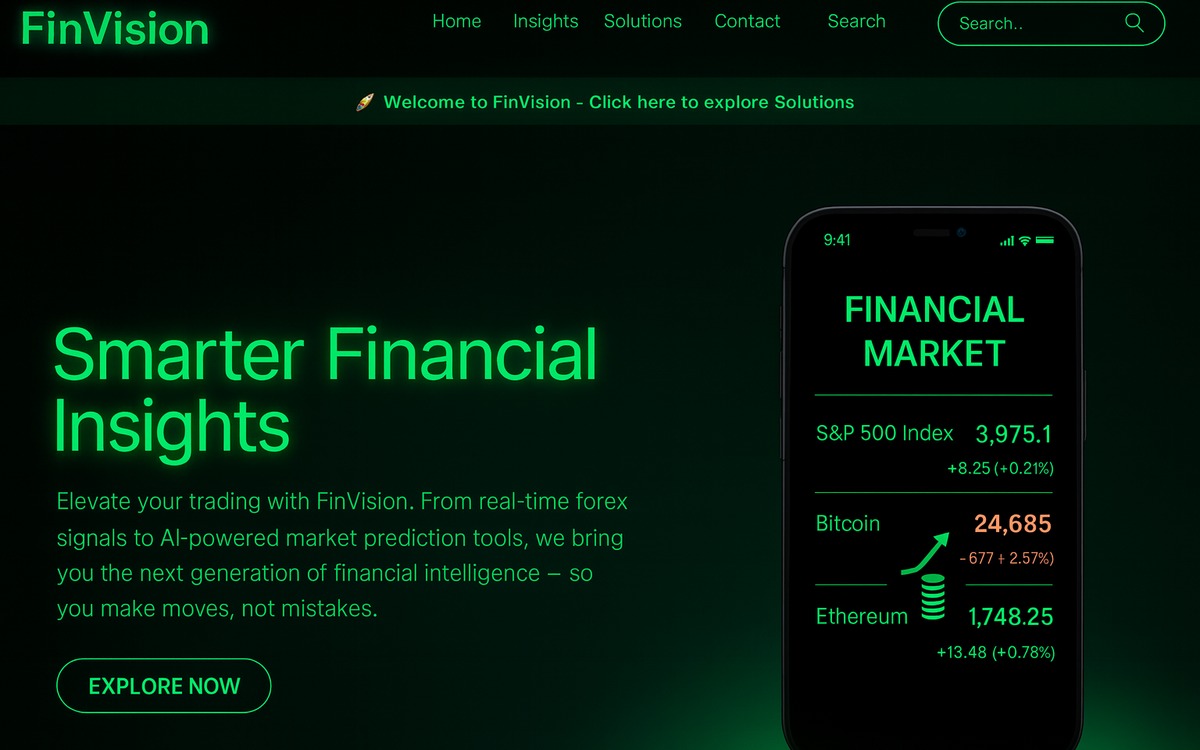 FinVision
Home Insights Solutions Contact Search
Search..
Welcome to FinVision - Click here to explore Solutions
Smarter Financial
Insights
Elevate your trading with FinVision. From real-time forex
signals to AI-powered market prediction tools, we bring
you the next generation of financial intelligence – so
you make moves, not mistakes.
EXPLORE NOW
9:41
FINANCIAL
MARKET
S&P 500 Index 3,975.1
+8.25 (+0.21%)
Bitcoin 24,685
-677 + 2.57%)
Ethereum 1,748.25
+13.48 (+0.78%)